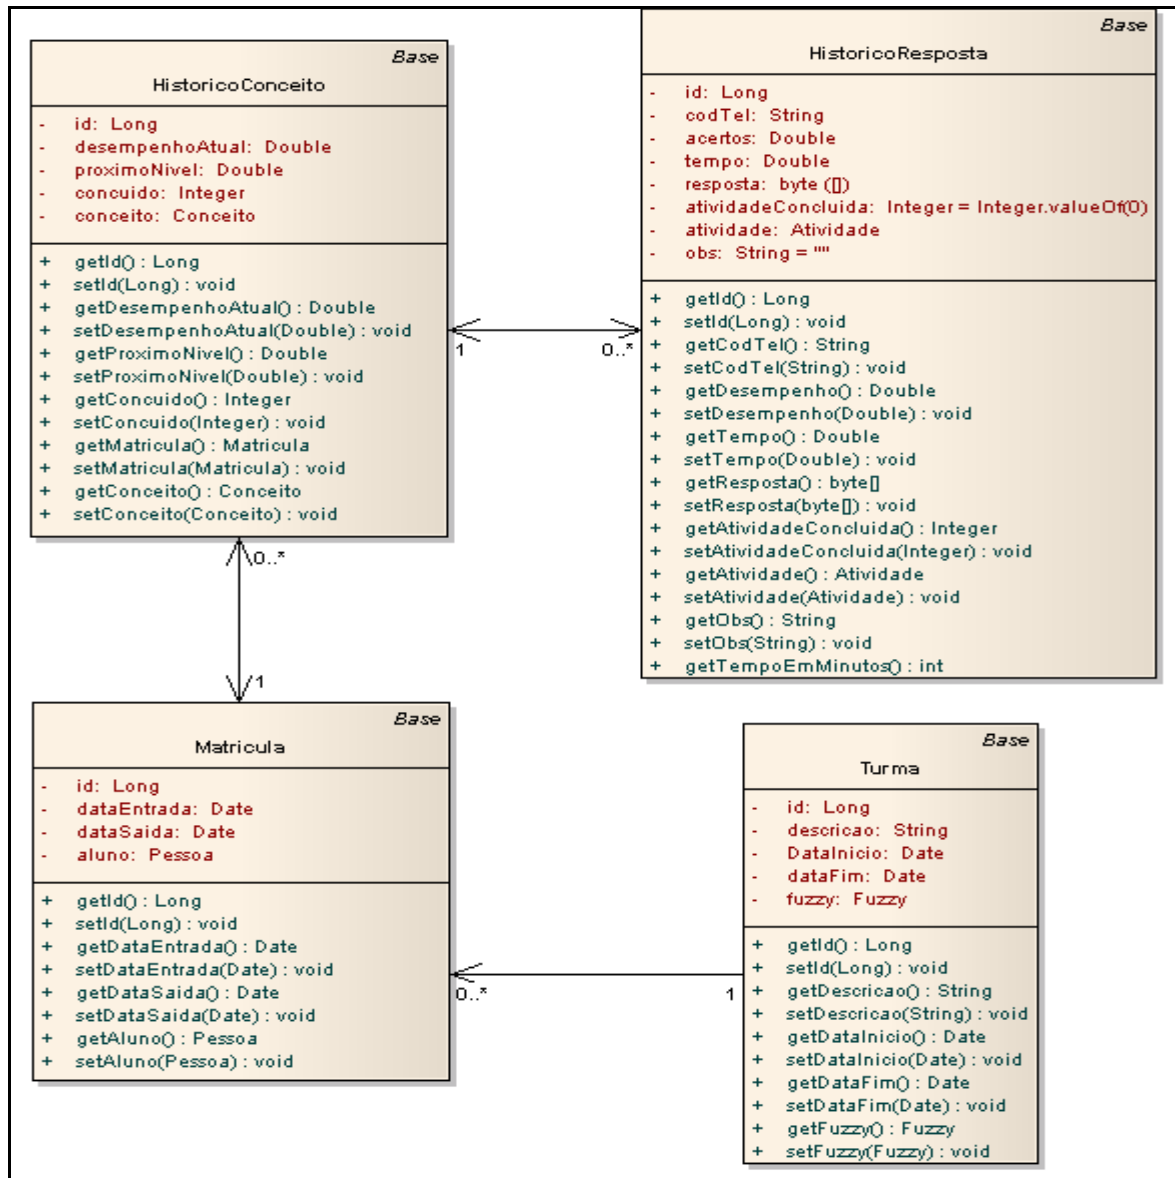 Base
HistoricoConceito
- id: Long
- desempenhoAtual: Double
- proximoNivel: Double
- concuido: Integer
- conceito: Conceito
+ getId() : Long
+ setId(Long) : void
+ getDesempenhoAtual() : Double
+ setDesempenhoAtual(Double) : void
+ getProximoNivel() : Double
+ setProximoNivel(Double) : void
+ getConcuido() : Integer
+ setConcuido(Integer) : void
+ getMatricula() : Matricula
+ setMatricula(Matricula) : void
+ getConceito() : Conceito
+ setConceito(Conceito) : void
1
0..*
Base
HistoricoResposta
- id: Long
- codTel: String
- acertos: Double
- tempo: Double
- resposta: byte ([])
- atividadeConcluida: Integer = Integer.valueOf(0)
- atividade: Atividade
- obs: String = ""
+ getId() : Long
+ setId(Long) : void
+ getCodTel() : String
+ setCodTel(String) : void
+ getDesempenho() : Double
+ setDesempenho(Double) : void
+ getTempo() : Double
+ setTempo(Double) : void
+ getResposta() : byte[]
+ setResposta(byte[]) : void
+ getAtividadeConcluida() : Integer
+ setAtividadeConcluida(Integer) : void
+ getAtividade() : Atividade
+ setAtividade(Atividade) : void
+ getObs() : String
+ setObs(String) : void
+ getTempoEmMinutos() : int
0..*
1
Base
Matricula
- id: Long
- dataEntrada: Date
- dataSaida: Date
- aluno: Pessoa
+ getId() : Long
+ setId(Long) : void
+ getDataEntrada() : Date
+ setDataEntrada(Date) : void
+ getDataSaida() : Date
+ setDataSaida(Date) : void
+ getAluno() : Pessoa
+ setAluno(Pessoa) : void
0..*
1
Base
Turma
- id: Long
- descricao: String
- DataInicio: Date
- dataFim: Date
- fuzzy: Fuzzy
+ getId() : Long
+ setId(Long) : void
+ getDescricao() : String
+ setDescricao(String) : void
+ getDataInicio() : Date
+ setDataInicio(Date) : void
+ getDataFim() : Date
+ setDataFim(Date) : void
+ getFuzzy() : Fuzzy
+ setFuzzy(Fuzzy) : void